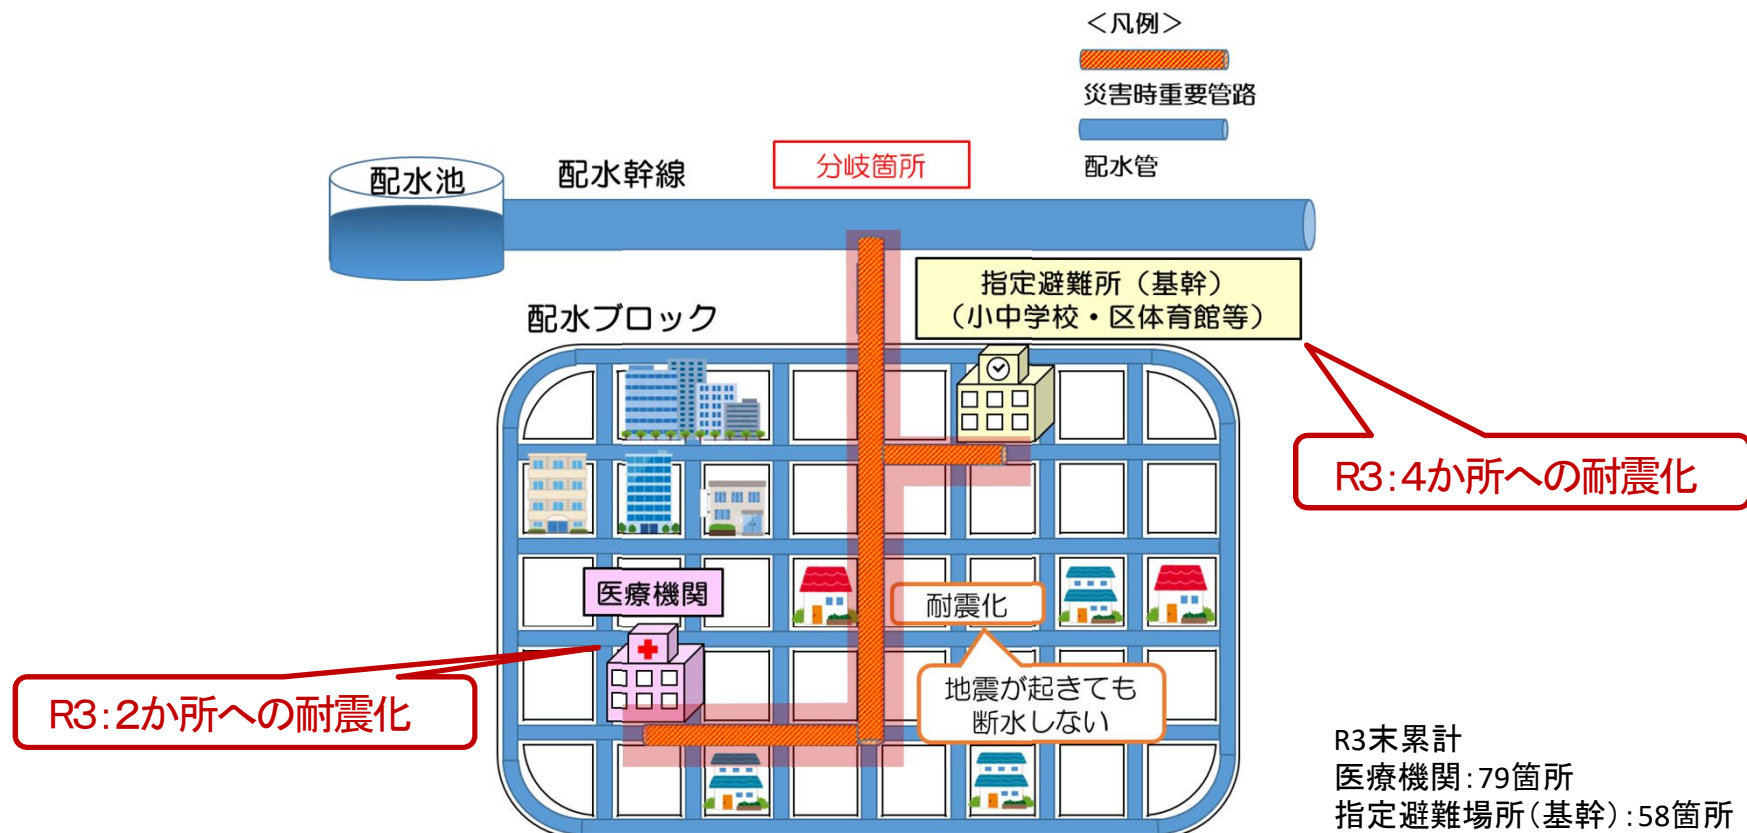 ＜凡例＞
災害時重要管路
配水管
配水池
配水幹線
分岐箇所
指定避難所（基幹）
（小中学校・区体育館等）
配水ブロック
R3：4か所への耐震化
医療機関
耐震化
地震が起きても
断水しない
R3：2か所への耐震化
R3末累計
医療機関：79箇所
指定避難場所（基幹）：58箇所